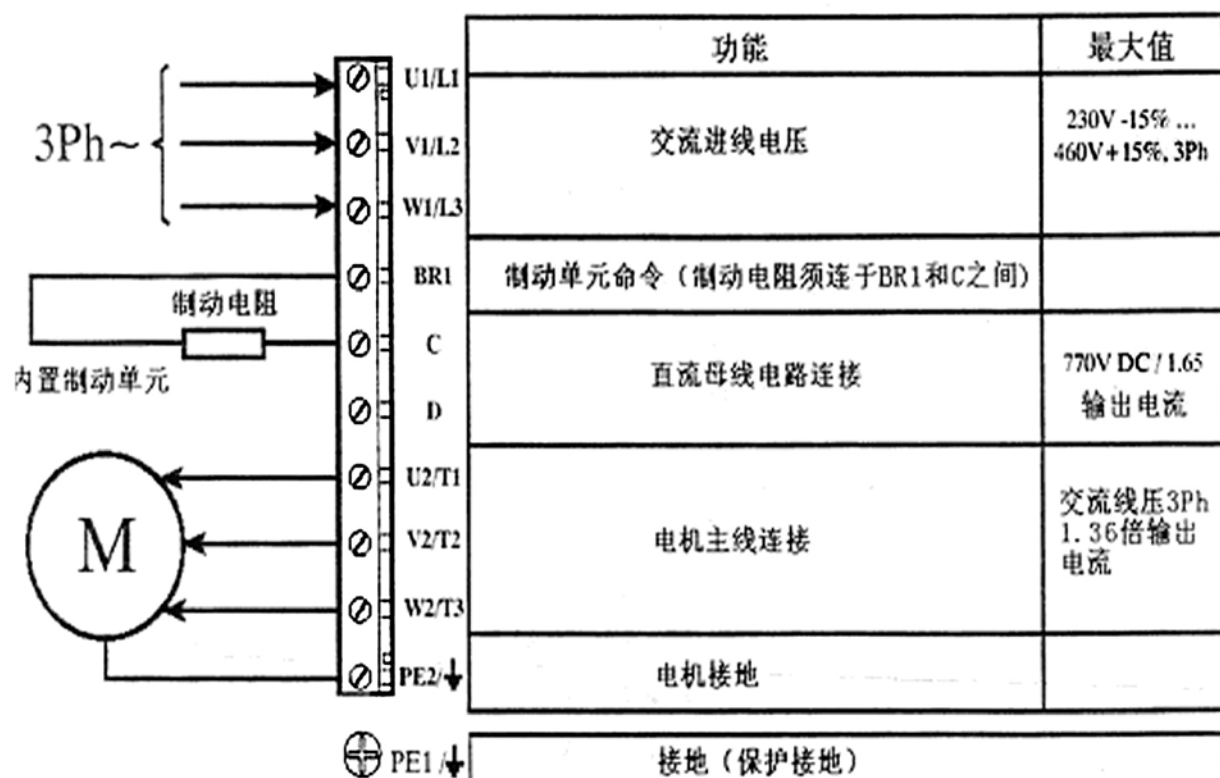 功能 最大值
3Ph~
U1/L1
V1/L2 交流进线电压 230V -15% ...
460V+15%, 3Ph
W1/L3
BR1 制动单元命令（制动电阻须连于BR1和C之间）
制动电阻
C
内置制动单元 直流母线电路连接 770V DC / 1.65
D 输出电流
U2/T1
M V2/T2 电机主线连接 交流线压3Ph
1.36倍输出
电流
W2/T3
PE2/ 电机接地
PE1/ 接地（保护接地）